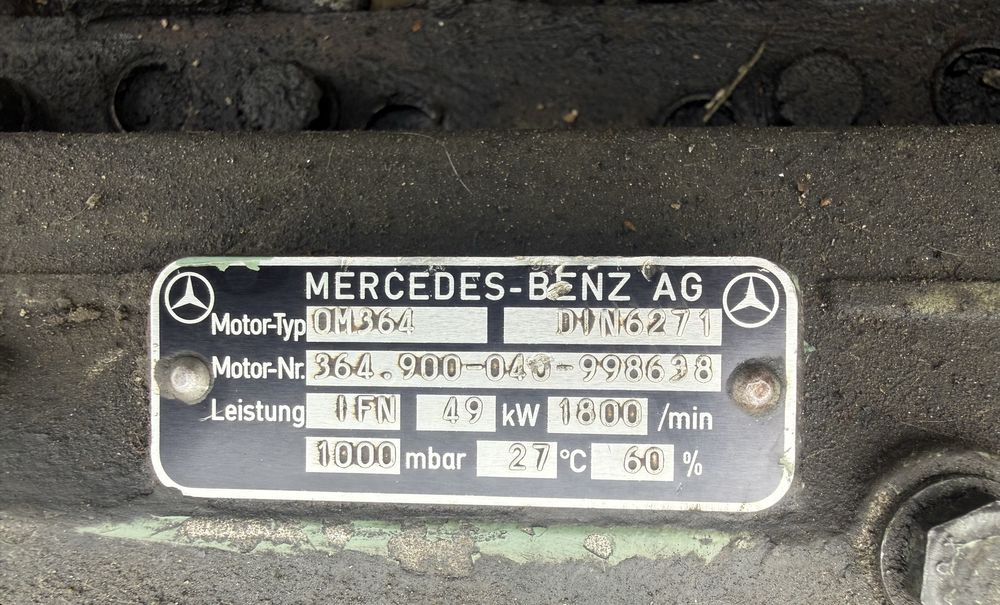 MERCEDES-BENZ AG
Motor-Typ OM364 DIN6271
Motor-Nr. 364.900-040-998638
Leistung IFN 49 kW 1800 /min
1000 mbar 27 °C 60 %